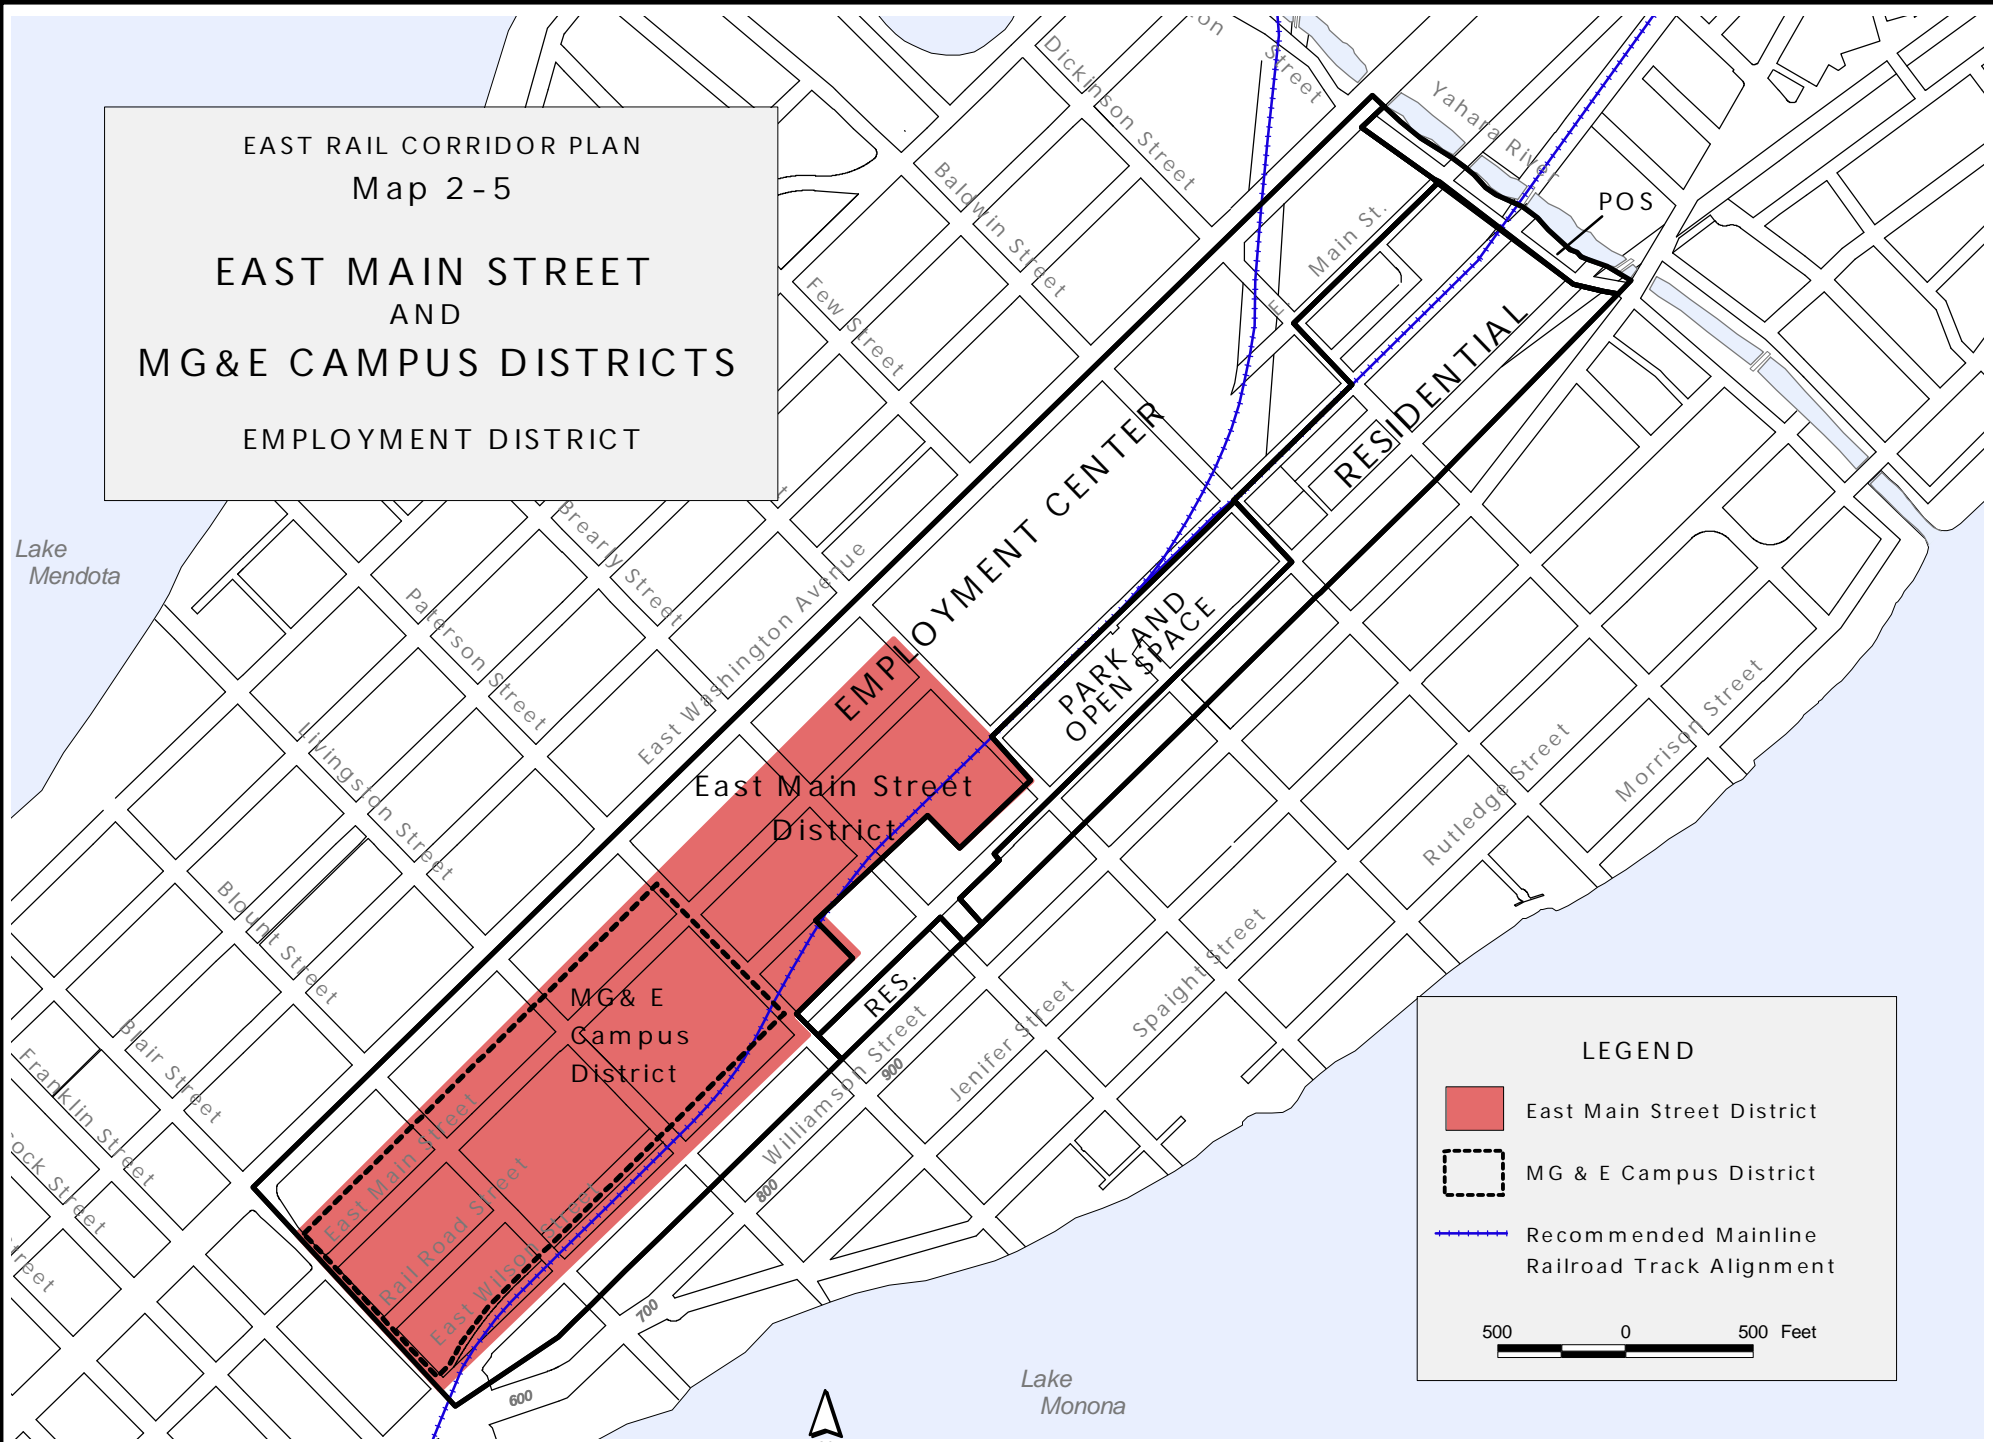 EAST RAIL CORRIDOR PLAN
Map 2-5
EAST MAIN STREET
AND
MG&E CAMPUS DISTRICTS
EMPLOYMENT DISTRICT
Street
Dickinson Street
Baldwin Street
Few Street
Brearly Street
Paterson Street
Livingston Street
Blount Street
Blair Street
Franklin Street
Street
East Washington Avenue
Yahara River
POS
E. Main St.
RESIDENTIAL
EMPLOYMENT CENTER
PARK AND
OPEN SPACE
East Main Street
District
MG& E
Campus
District
RES.
East Main Street
Rail Road Street
East Wilson Street
Williamson Street
Jenifer Street
Spaight Street
Rutledge Street
Morrison Street
600
700
800
900
Lake
Mendota
Lake
Monona
LEGEND
East Main Street District
MG & E Campus District
Recommended Mainline
Railroad Track Alignment
500 0 500 Feet